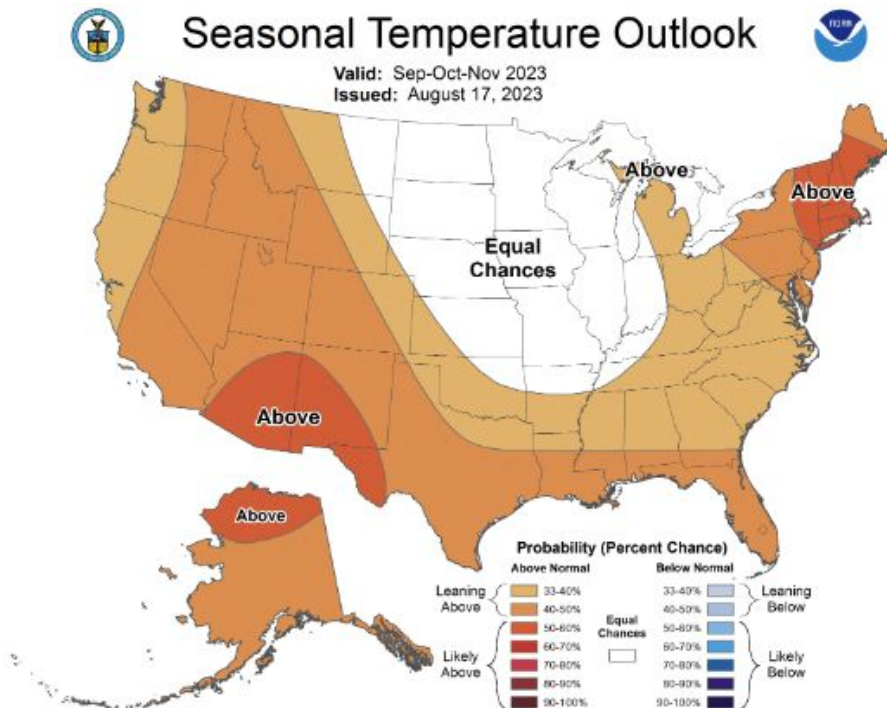 Seasonal Temperature Outlook
NOAA
Valid: Sep-Oct-Nov 2023
Issued: August 17, 2023
Above
Above
Equal
Chances
Above
Above
Probability (Percent Chance)
Above Normal
Below Normal
Leaning
Above
33-40%
40-50%
Likely
Above
50-60%
60-70%
70-80%
80-90%
90-100%
Equal
Chances
33-40%
40-50%
Leaning
Below
50-60%
60-70%
70-80%
80-90%
90-100%
Likely
Below